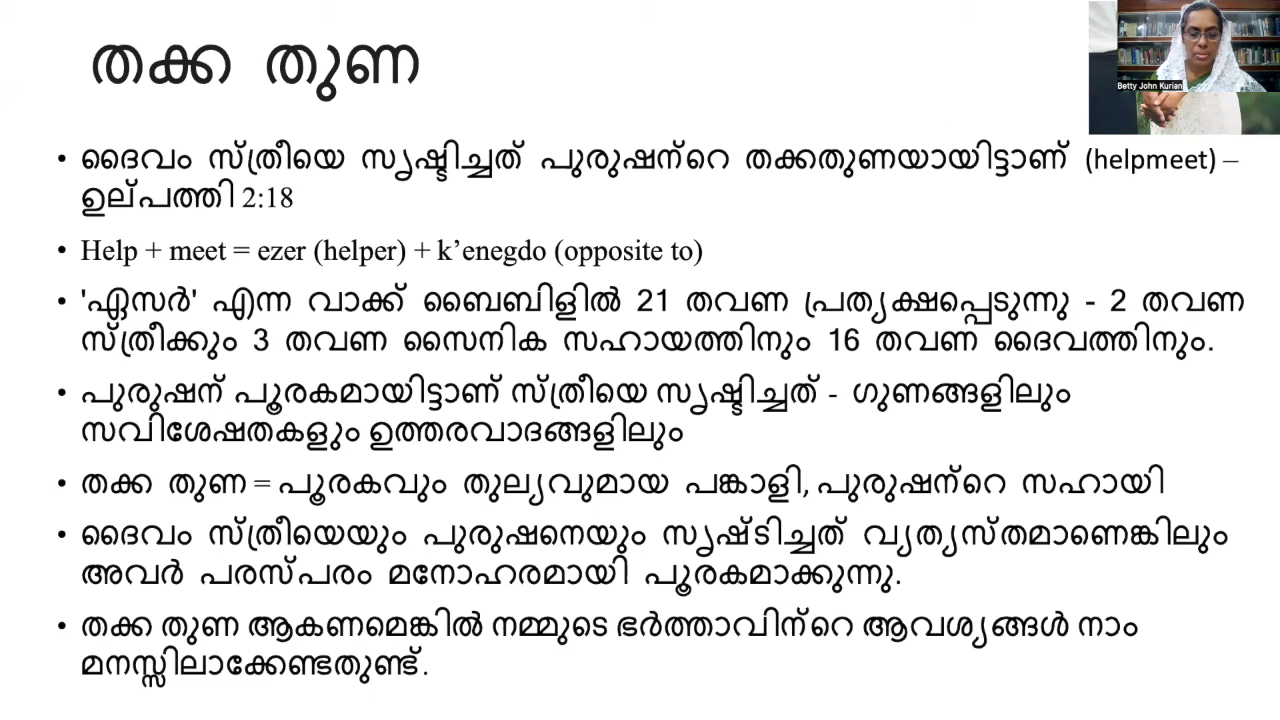 തക്ക തുണ
Betty John Kurian
• ദൈവം സ്ത്രീയെ സൃഷ്ടിച്ചത് പുരുഷന്റെ തക്കതുണയായിട്ടാണ് (helpmeet) –
ഉല്പത്തി 2:18
• Help + meet = ezer (helper) + k’enegdo (opposite to)
• 'ഏസർ' എന്ന വാക്ക് ബൈബിളിൽ 21 തവണ പ്രത്യക്ഷപ്പെടുന്നു - 2 തവണ
സ്ത്രീക്കും 3 തവണ സൈനിക സഹായത്തിനും 16 തവണ ദൈവത്തിനും.
• പുരുഷന് പൂരകമായിട്ടാണ് സ്ത്രീയെ സൃഷ്ടിച്ചത് - ഗുണങ്ങളിലും
സവിശേഷതകളും ഉത്തരവാദങ്ങളിലും
• തക്ക തുണ = പൂരകവും തുല്യവുമായ പങ്കാളി, പുരുഷന്റെ സഹായി
• ദൈവം സ്ത്രീയെയും പുരുഷനെയും സൃഷ്ടിച്ചത് വ്യത്യസ്തമാണെങ്കിലും
അവർ പരസ്പരം മനോഹരമായി പൂരകമാക്കുന്നു.
• തക്ക തുണ ആകണമെങ്കിൽ നമ്മുടെ ഭർത്താവിന്റെ ആവശ്യങ്ങൾ നാം
മനസ്സിലാക്കേണ്ടതുണ്ട്.